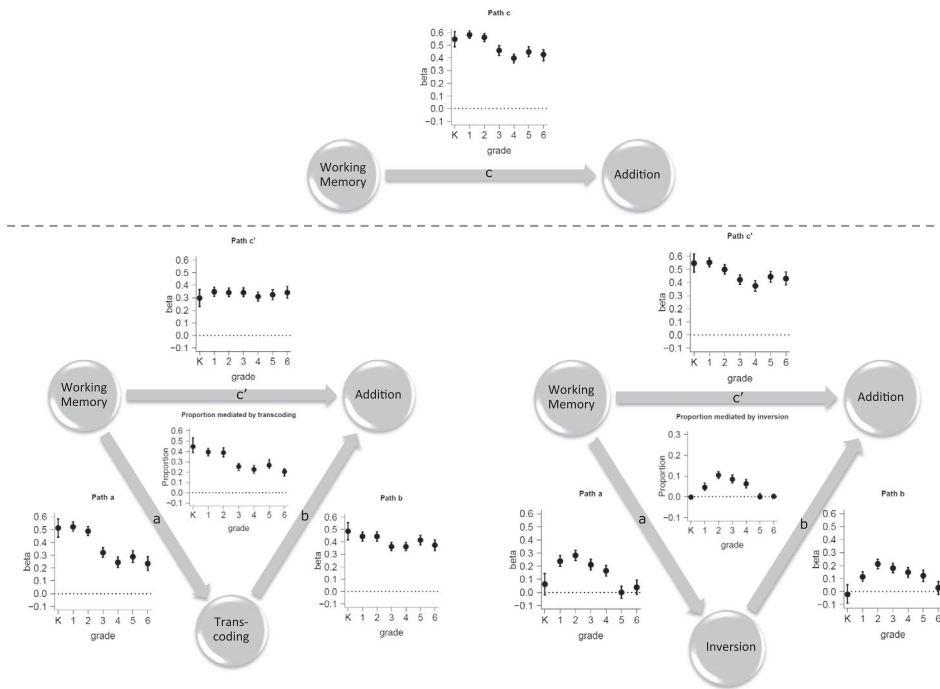 Path c
0.6
0.5
0.4
0.3
0.2
0.1
0.0
−0.1
beta
K 1 2 3 4 5 6
grade
Working
Memory
c
Addition
Path c'
0.6
0.5
0.4
0.3
0.2
0.1
0.0
−0.1
beta
K 1 2 3 4 5 6
grade
Working
Memory
c′
Addition
Proportion mediated by transcoding
0.6
0.5
0.4
0.3
0.2
0.1
0.0
−0.1
Proportion
K 1 2 3 4 5 6
grade
Path a
0.6
0.5
0.4
0.3
0.2
0.1
0.0
−0.1
beta
K 1 2 3 4 5 6
grade
a
b
Path b
0.6
0.5
0.4
0.3
0.2
0.1
0.0
−0.1
beta
K 1 2 3 4 5 6
grade
Trans-
coding
Path c'
0.6
0.5
0.4
0.3
0.2
0.1
0.0
−0.1
beta
K 1 2 3 4 5 6
grade
Working
Memory
c′
Addition
Proportion mediated by inversion
0.3
0.2
0.1
0.0
−0.1
Proportion
K 1 2 3 4 5 6
grade
Path a
0.6
0.5
0.4
0.3
0.2
0.1
0.0
−0.1
beta
K 1 2 3 4 5 6
grade
a
b
Path b
0.6
0.5
0.4
0.3
0.2
0.1
0.0
−0.1
beta
K 1 2 3 4 5 6
grade
Inversion